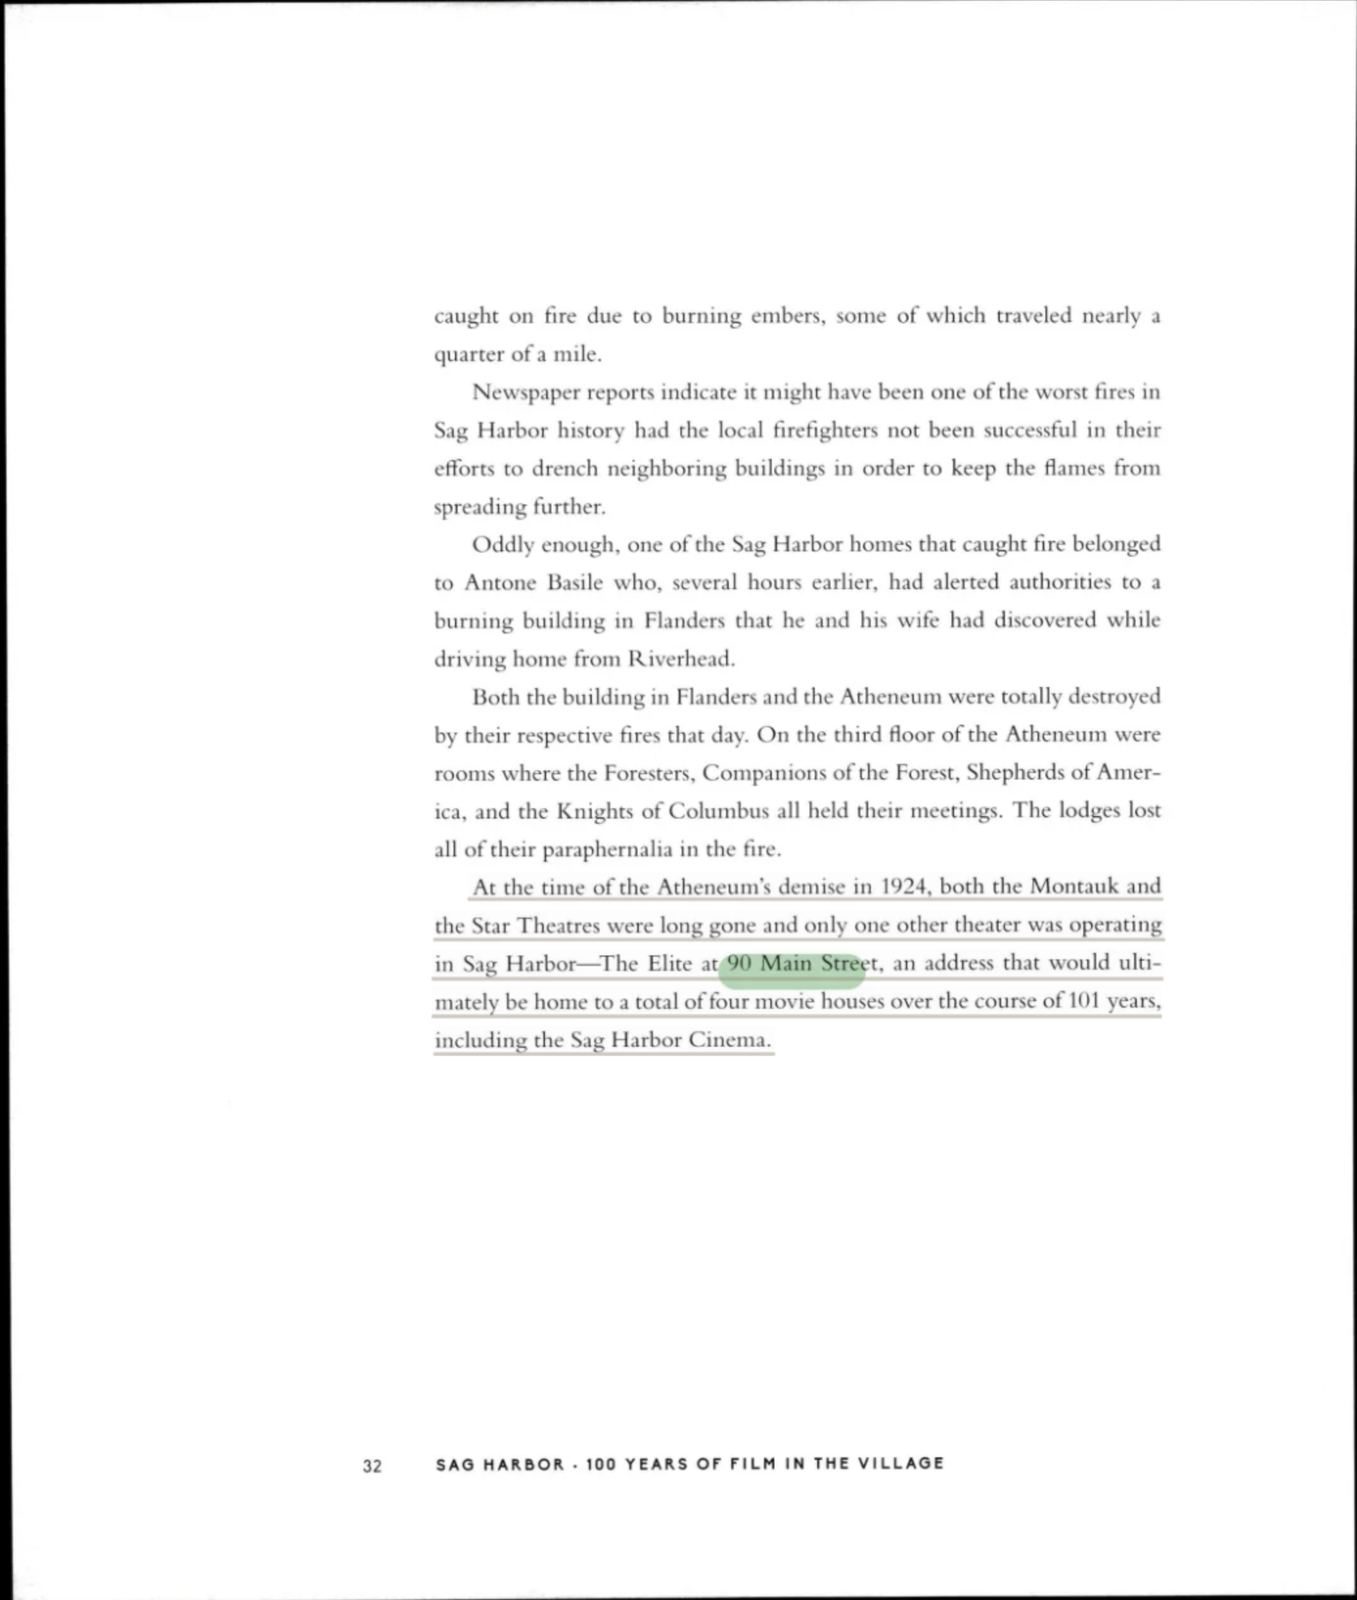 caught on fire due to burning embers, some of which traveled nearly a
quarter of a mile.
Newspaper reports indicate it might have been one of the worst fires in
Sag Harbor history had the local firefighters not been successful in their
efforts to drench neighboring buildings in order to keep the flames from
spreading further.
Oddly enough, one of the Sag Harbor homes that caught fire belonged
to Antone Basile who, several hours earlier, had alerted authorities to a
burning building in Flanders that he and his wife had discovered while
driving home from Riverhead.
Both the building in Flanders and the Atheneum were totally destroyed
by their respective fires that day. On the third floor of the Atheneum were
rooms where the Foresters, Companions of the Forest, Shepherds of Amer-
ica, and the Knights of Columbus all held their meetings. The lodges lost
all of their paraphernalia in the fire.
At the time of the Atheneum's demise in 1924, both the Montauk and
the Star Theatres were long gone and only one other theater was operating
in Sag Harbor—The Elite at 90 Main Street, an address that would ulti-
mately be home to a total of four movie houses over the course of 101 years,
including the Sag Harbor Cinema.
32 SAG HARBOR · 100 YEARS OF FILM IN THE VILLAGE